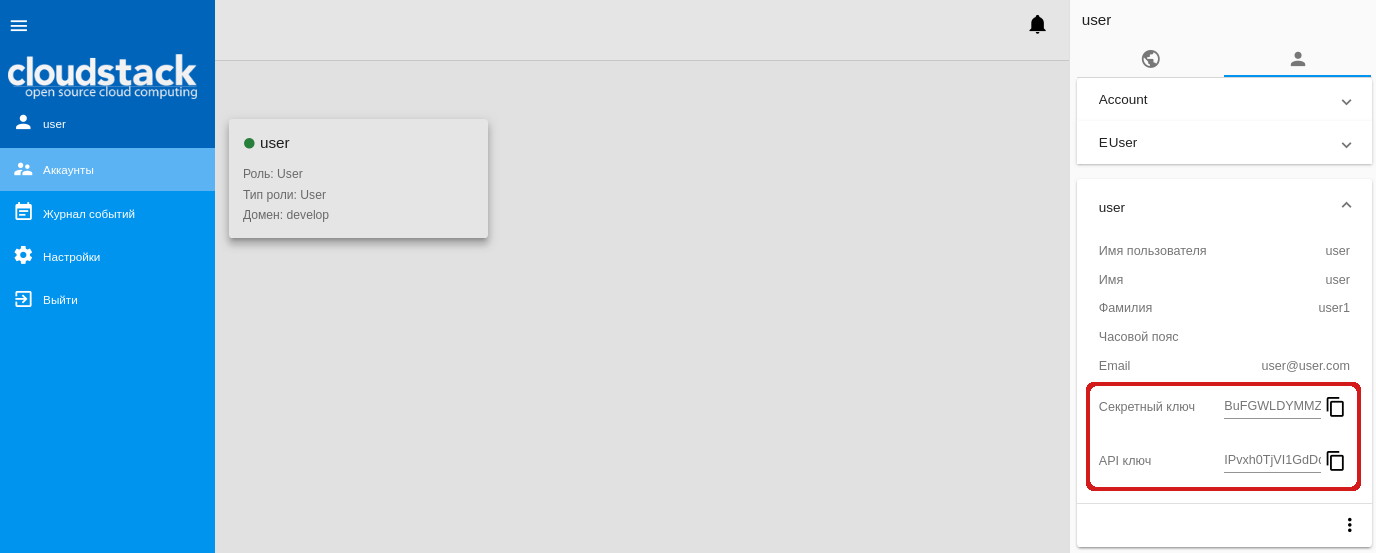 cloudstack
open source cloud computing
user
Аккаунты
Журнал событий
Настройки
Выйти
user
Роль: User
Тип роли: User
Домен: develop
user
Account
EUser
user
Имя пользователя user
Имя user
Фамилия user1
Часовой пояс
Email user@user.com
Секретный ключ BuFGWLDYMMZ
API ключ IPvxh0TjVI1GdD